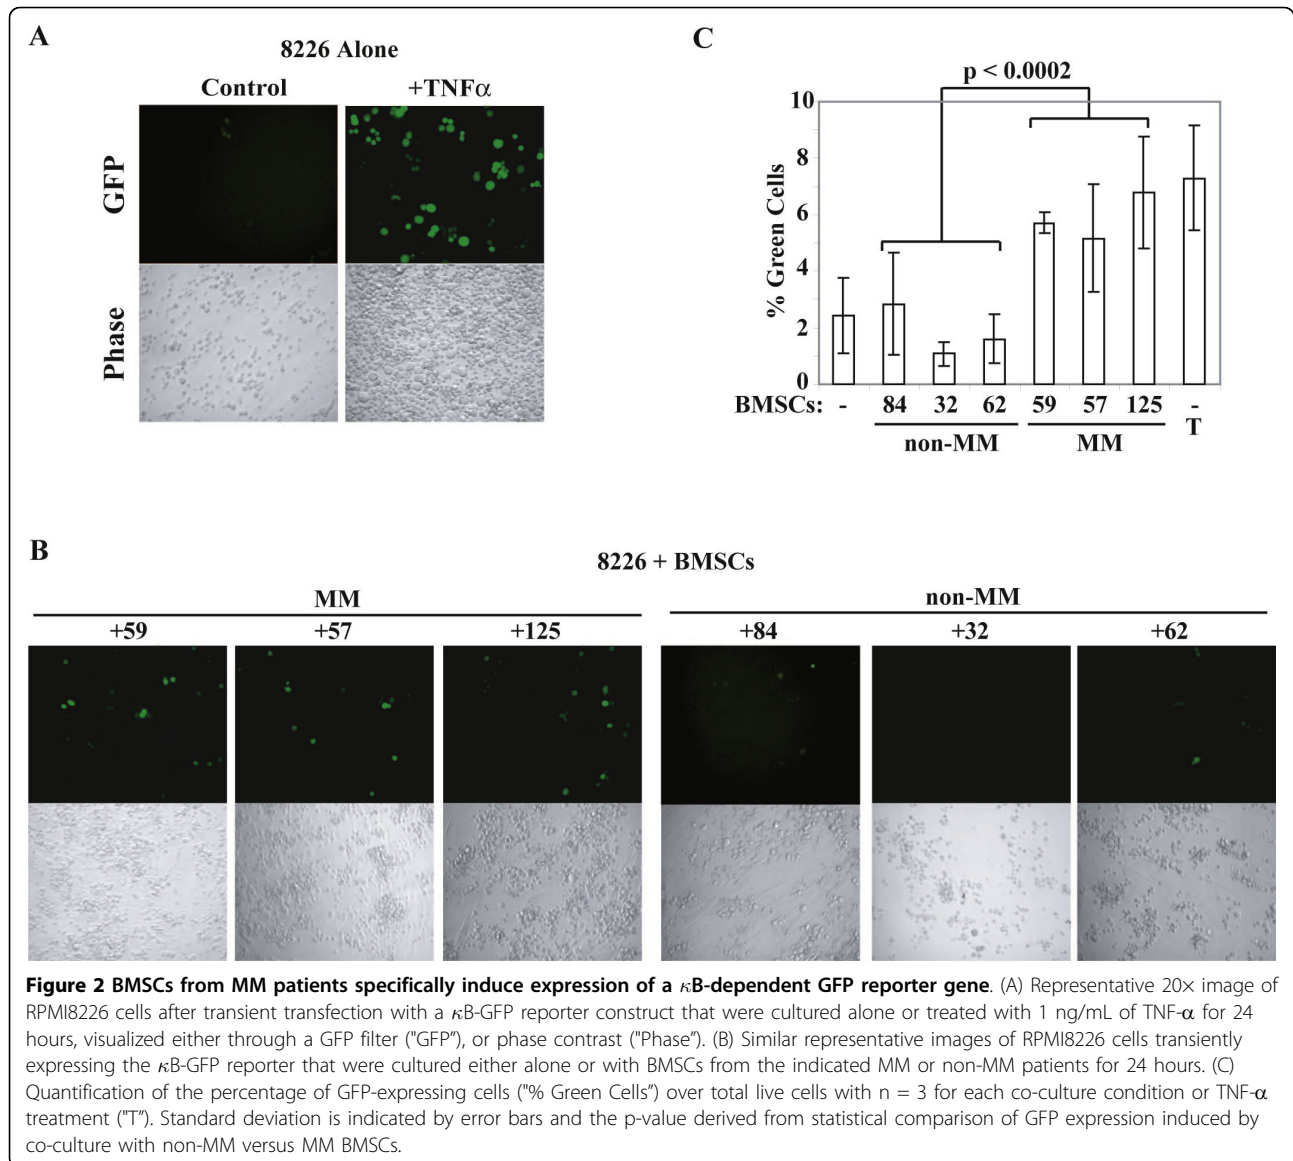 A
8226 Alone
Control
+TNFα
GFP
Phase
C
p < 0.0002
% Green Cells
10
8
6
4
2
0
BMSCs: - 84 32 62 59 57 125 -
T
non-MM MM
B
8226 + BMSCs
MM non-MM
+59 +57 +125 +84 +32 +62
Figure 2 BMSCs from MM patients specifically induce expression of a κB-dependent GFP reporter gene. (A) Representative 20× image of
RPMI8226 cells after transient transfection with a κB-GFP reporter construct that were cultured alone or treated with 1 ng/mL of TNF-α for 24
hours, visualized either through a GFP filter ("GFP"), or phase contrast ("Phase"). (B) Similar representative images of RPMI8226 cells transiently
expressing the κB-GFP reporter that were cultured either alone or with BMSCs from the indicated MM or non-MM patients for 24 hours. (C)
Quantification of the percentage of GFP-expressing cells ("% Green Cells") over total live cells with n = 3 for each co-culture condition or TNF-α
treatment ("T"). Standard deviation is indicated by error bars and the p-value derived from statistical comparison of GFP expression induced by
co-culture with non-MM versus MM BMSCs.